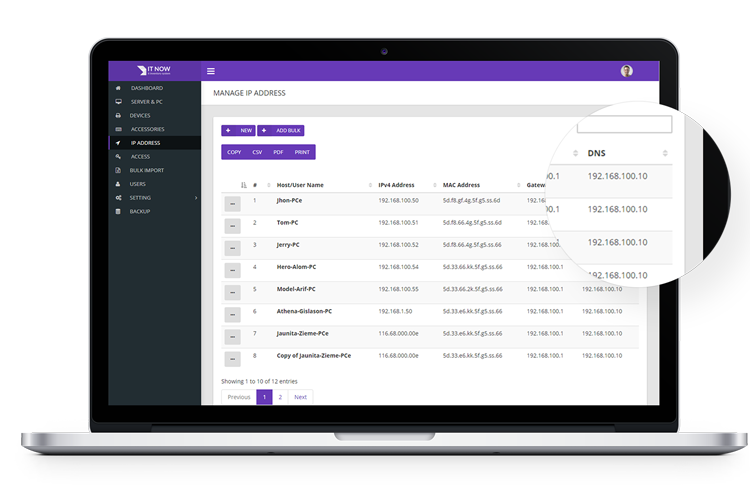 IT NOW
MANAGE IP ADDRESS
DASHBOARD
SERVER & PC
DEVICES
ACCESSORIES
IP ADDRESS
ACCESS
BULK IMPORT
USERS
SETTING
BACKUP
+ NEW + ADD BULK
COPY CSV PDF PRINT
# Host/User Name IPv4 Address MAC Address Gatew
1 Jhon-PCe 192.168.100.50 5d.f8.gf.4g.5f.g5.ss.6d 192.16
2 Tom-PC 192.168.100.51 5d.f8.66.4g.5f.g5.ss.6d 192.168
3 Jerry-PC 192.168.100.52 5d.f8.66.4g.5f.g5.ss.66 192.168.100.
4 Hero-Alom-PC 192.168.100.54 5d.33.66.kk.5f.g5.ss.66 192.168.100.1
5 Model-Arif-PC 192.168.100.55 5d.33.66.2k.5f.g5.ss.66 192.168.100.1 192.168.100.10
6 Athena-Gislason-PC 192.168.1.50 5d.33.e6.kk.5f.g5.ss.66 192.168.100.1 192.168.100.10
7 Jaunita-Zieme-PCe 116.68.000.00e 5d.33.e6.kk.5f.g5.ss.66 192.168.100.1 192.168.100.10
8 Copy of Jaunita-Zieme-PCe 116.68.000.00e 5d.33.e6.kk.5f.g5.ss.66 192.168.100.1 192.168.100.10
Showing 1 to 10 of 12 entries
Previous 1 2 Next
DNS
00.1 192.168.100.10
00.1 192.168.100.10
192.168.100.10
192.168.100.10